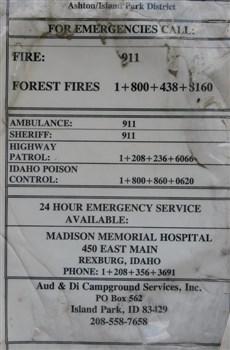 Ashton/Island Park District
FOR EMERGENCIES CALL:
FIRE: 911
FOREST FIRES 1+800+438+8160
AMBULANCE: 911
SHERIFF: 911
HIGHWAY
PATROL: 1+208+236+6066
IDAHO POISON
CONTROL: 1+800+860+0620
24 HOUR EMERGENCY SERVICE
AVAILABLE:
MADISON MEMORIAL HOSPITAL
450 EAST MAIN
REXBURG, IDAHO
PHONE: 1+208+356+3691
Aud & Di Campground Services, Inc.
PO Box 562
Island Park, ID 83429
208-558-7658